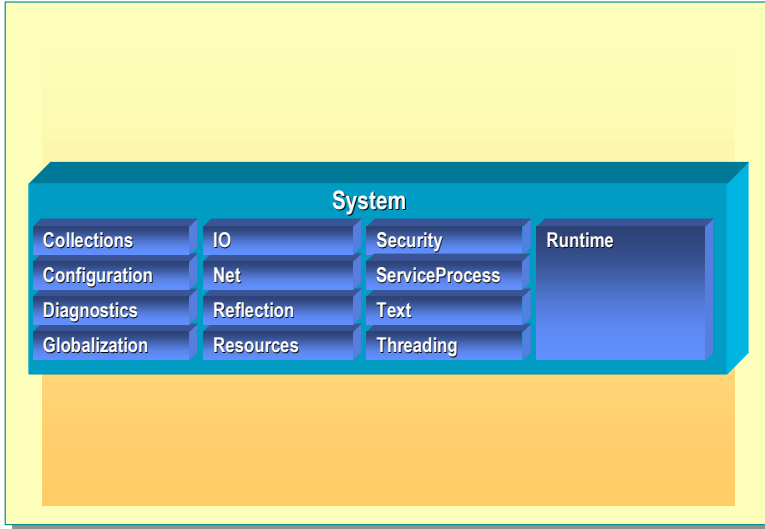 System
Collections
Configuration
Diagnostics
Globalization
IO
Net
Reflection
Resources
Security
ServiceProcess
Text
Threading
Runtime